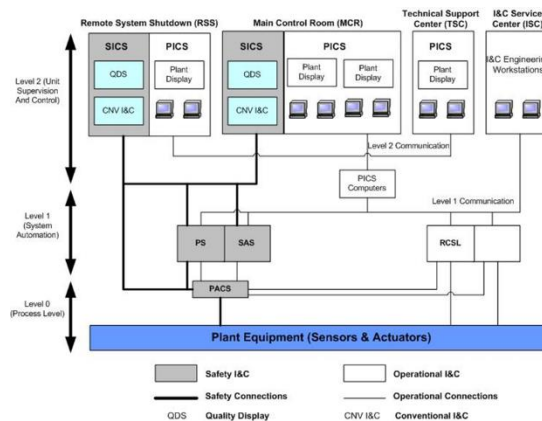 Remote System Shutdown (RSS)
Main Control Room (MCR)
Technical Support
Center (TSC)
I&C Service
Center (ISC)
SICS
PICS
SICS
PICS
PICS
I&C Engineering
Workstations
QDS
Plant
Display
QDS
Plant
Display
Plant
Display
Plant
Display
CNV I&C
CNV I&C
Level 2 (Unit
Supervision
And Control)
Level 2 Communication
PICS
Computers
Level 1 Communication
Level 1
(System
Automation)
PS
SAS
RCSL
Level 0
(Process Level)
PACS
Plant Equipment (Sensors & Actuators)
Safety I&C
Operational I&C
Safety Connections
Operational Connections
QDS
Quality Display
CNV I&C
Conventional I&C